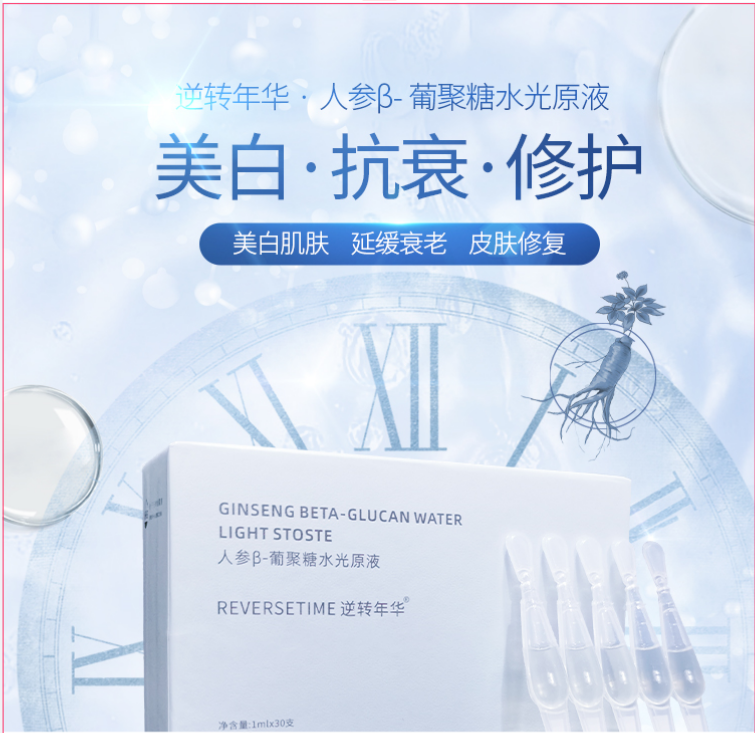 逆转年华·人参β-葡聚糖水光原液
美白·抗衰·修护
美白肌肤 延缓衰老 皮肤修复
XII
GINSENG BETA-GLUCAN WATER
LIGHT STOSTE
人参β-葡聚糖水光原液
REVERSETIME 逆转年华®
净含量:1mlx30支